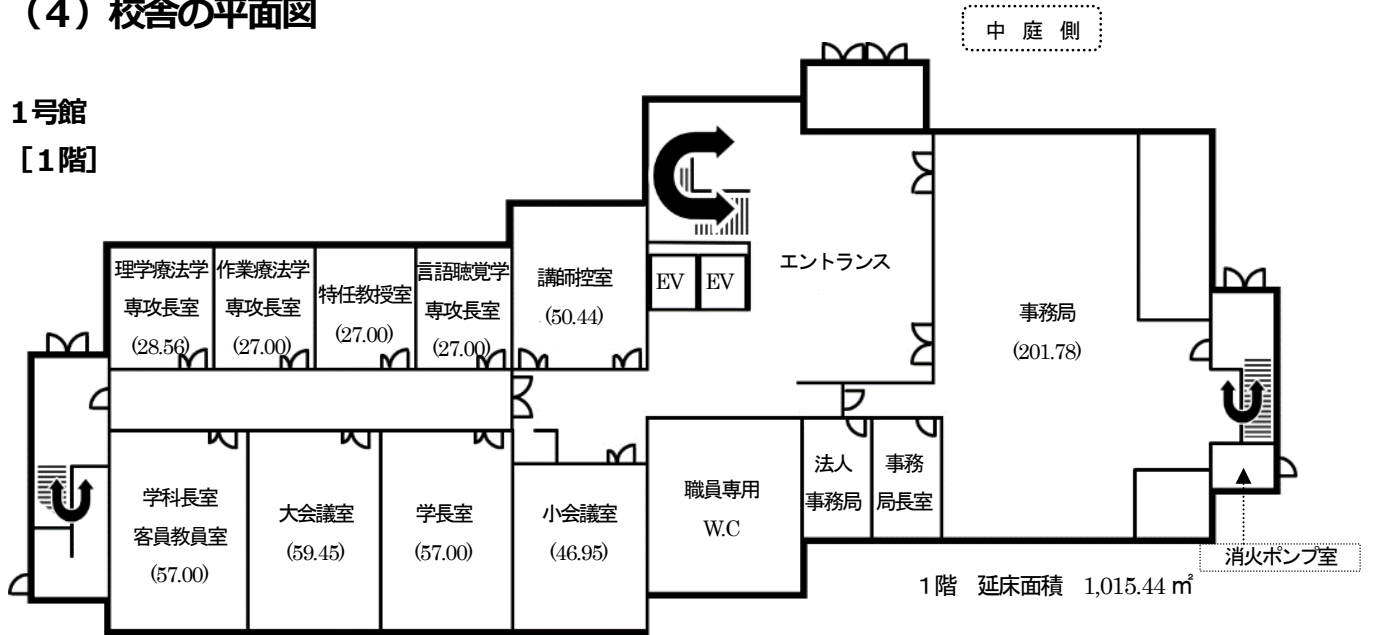 （4）校舎の平面図
中 庭 側
1号館
［1階］
理学療法学
専攻長室
(28.56)
作業療法学
専攻長室
(27.00)
特任教授室
(27.00)
言語聴覚学
専攻長室
(27.00)
講師控室
(50.44)
EV
EV
エントランス
事務局
(201.78)
学科長室
客員教員室
(57.00)
大会議室
(59.45)
学長室
(57.00)
小会議室
(46.95)
職員専用
W.C
法人
事務局
事務
局長室
消火ポンプ室
1階 延床面積 1,015.44 ㎡